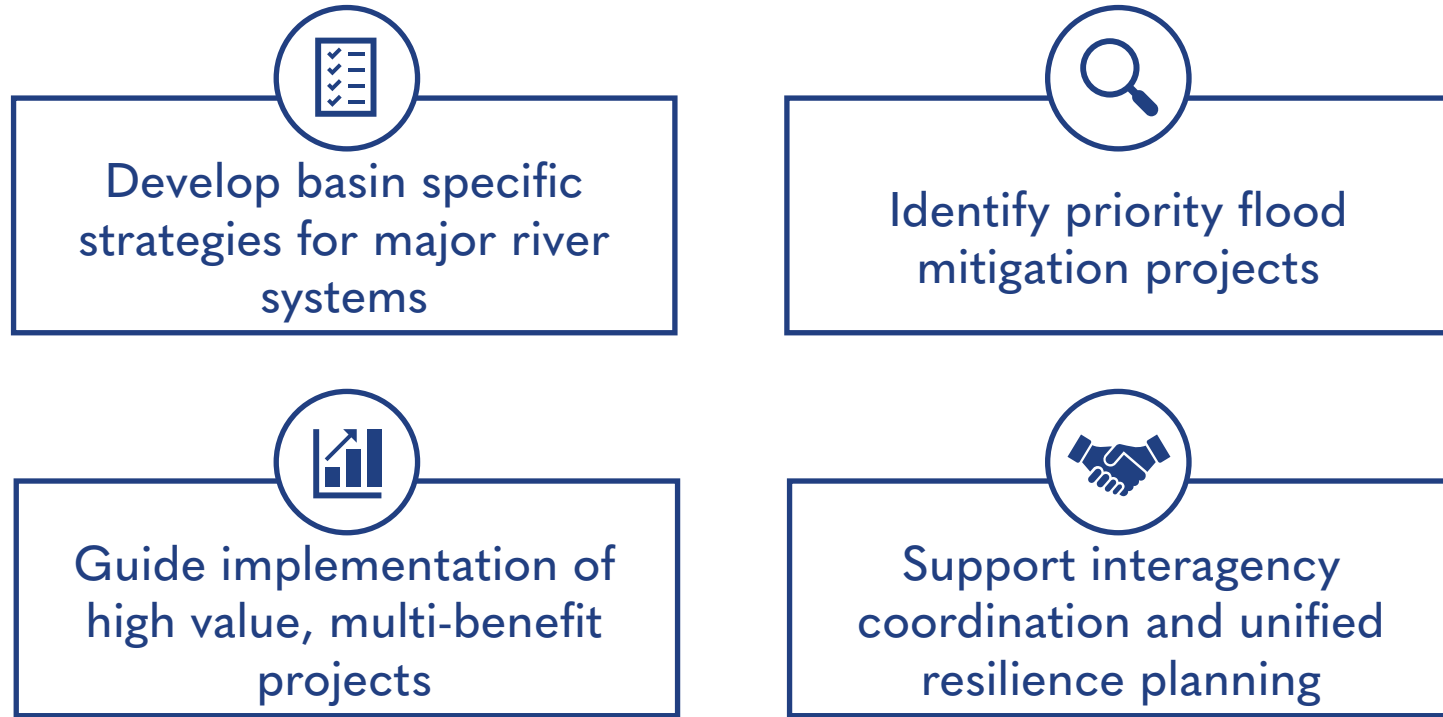 Develop basin specific
strategies for major river
systems
Identify priority flood
mitigation projects
Guide implementation of
high value, multi-benefit
projects
Support interagency
coordination and unified
resilience planning